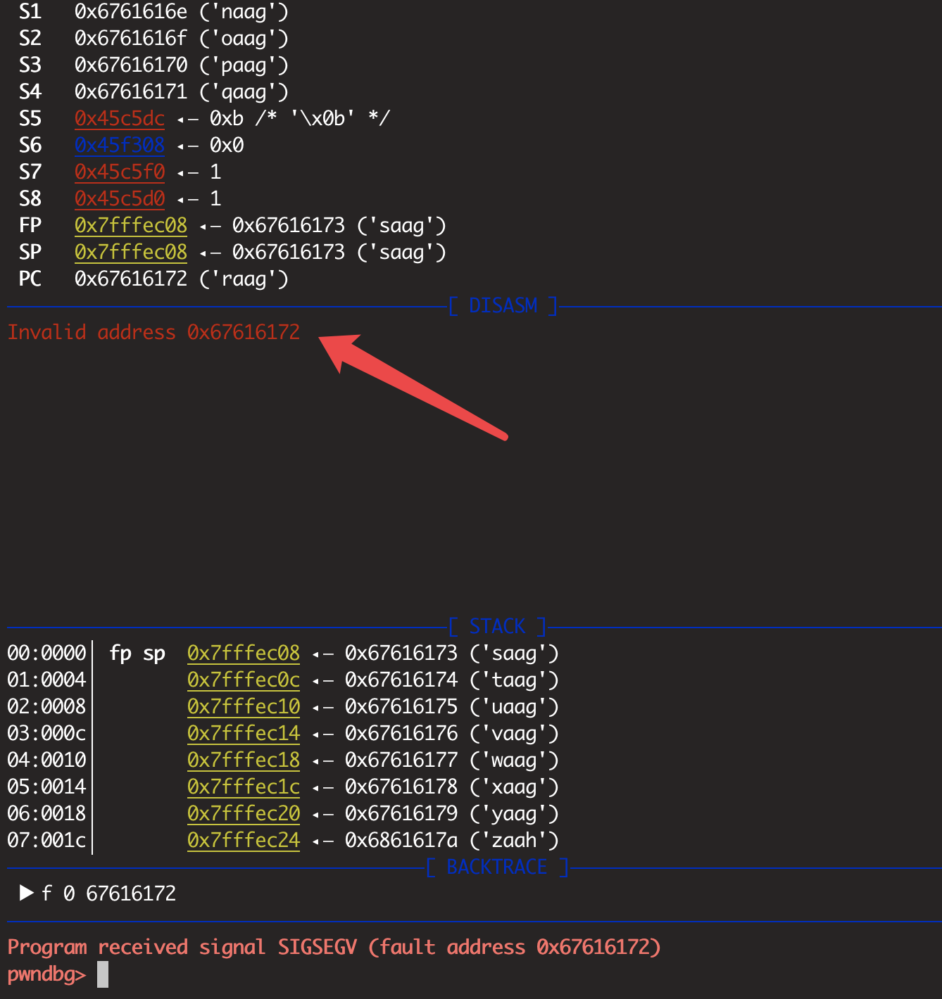 S1 0x6761616e ('naag')
S2 0x6761616f ('oaag')
S3 0x67616170 ('paag')
S4 0x67616171 ('qaag')
S5 0x45c5dc ◂— 0xb /* '\x0b' */
S6 0x45f308 ◂— 0x0
S7 0x45c5f0 ◂— 1
S8 0x45c5d0 ◂— 1
FP 0x7fffec08 ◂— 0x67616173 ('saag')
SP 0x7fffec08 ◂— 0x67616173 ('saag')
PC 0x67616172 ('raag')
[ DISASM ]
Invalid address 0x67616172
[ STACK ]
00:0000│ fp sp 0x7fffec08 ◂— 0x67616173 ('saag')
01:0004│ 0x7fffec0c ◂— 0x67616174 ('taag')
02:0008│ 0x7fffec10 ◂— 0x67616175 ('uaag')
03:000c│ 0x7fffec14 ◂— 0x67616176 ('vaag')
04:0010│ 0x7fffec18 ◂— 0x67616177 ('waag')
05:0014│ 0x7fffec1c ◂— 0x67616178 ('xaag')
06:0018│ 0x7fffec20 ◂— 0x67616179 ('yaag')
07:001c│ 0x7fffec24 ◂— 0x6861617a ('zaah')
[ BACKTRACE ]
► f 0 67616172
Program received signal SIGSEGV (fault address 0x67616172)
pwndbg>